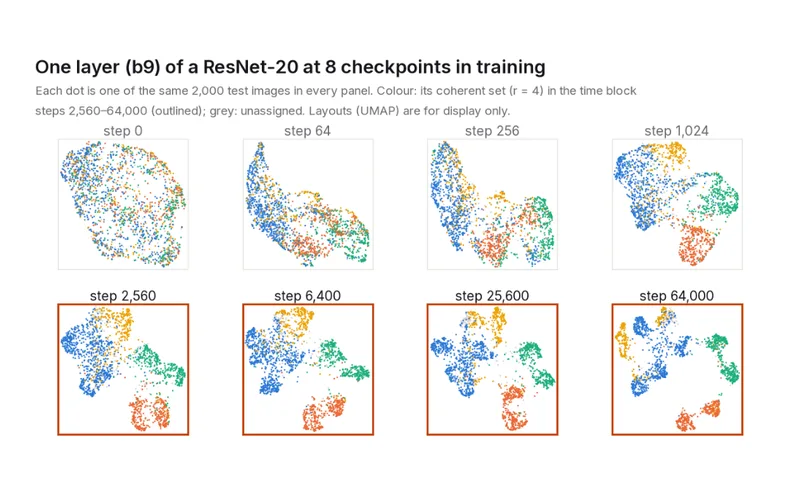 One layer (b9) of a ResNet-20 at 8 checkpoints in training
Each dot is one of the same 2,000 test images in every panel. Colour: its coherent set (r = 4) in the time block
steps 2,560–64,000 (outlined); grey: unassigned. Layouts (UMAP) are for display only.
step 0 step 64 step 256 step 1,024
step 2,560 step 6,400 step 25,600 step 64,000